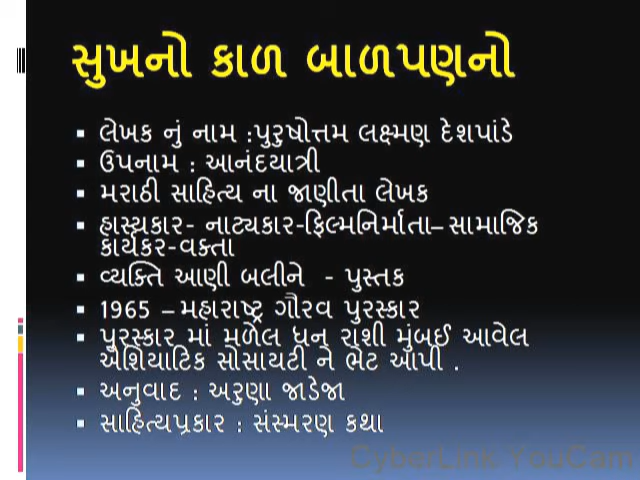 સુખનો કાળ બાળપણનો
▪ લેખક નું નામ :પુરુષોત્તમ લક્ષ્મણ દેશપાંડે
▪ ઉપનામ : આનંદયાત્રી
▪ મરાઠી સાહિત્ય ના જાણીતા લેખક
▪ હાસ્યકાર- નાટ્યકાર-ફિલ્મનિર્માતા– સામાજિક
કાર્યકર-વક્તા
▪ વ્યક્તિ આણી બલીને - પુસ્તક
▪ 1965 – મહારાષ્ટ્ર ગૌરવ પુરસ્કાર
▪ પુરસ્કાર માં મળેલ ધન રાશી મુંબઈ આવેલ
એશિયાટિક સોસાયટી ને ભેટ આપી .
▪ અનુવાદ : અરુણા જાડેજા
▪ સાહિત્યપ્રકાર : સંસ્મરણ કથા
CyberLink YouCam